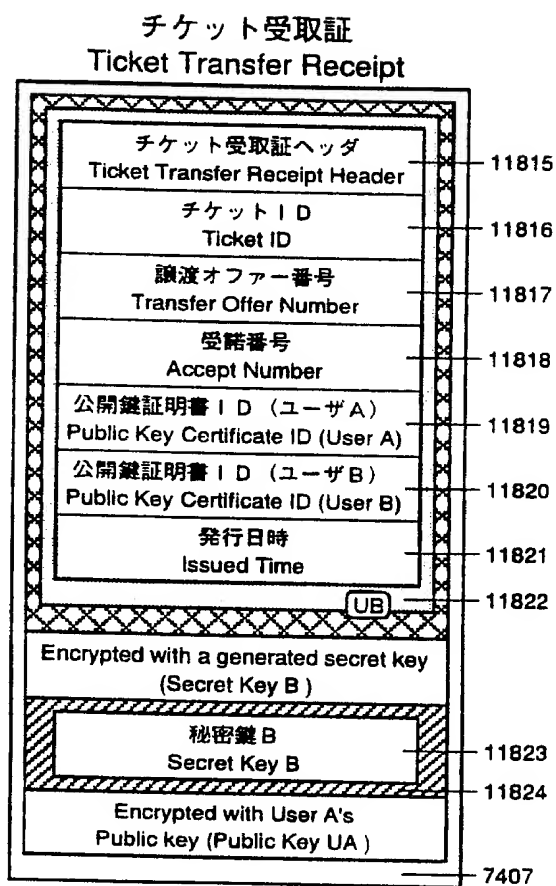 チケット受取証
Ticket Transfer Receipt
チケット受取証ヘッダ
Ticket Transfer Receipt Header
11815
チケットID
Ticket ID
11816
譲渡オファー番号
Transfer Offer Number
11817
受諾番号
Accept Number
11818
公開鍵証明書ID（ユーザA）
Public Key Certificate ID (User A)
11819
公開鍵証明書ID（ユーザB）
Public Key Certificate ID (User B)
11820
発行日時
Issued Time
11821
UB
11822
Encrypted with a generated secret key
(Secret Key B )
秘密鍵B
Secret Key B
11823
11824
Encrypted with User A's
Public key (Public Key UA )
7407